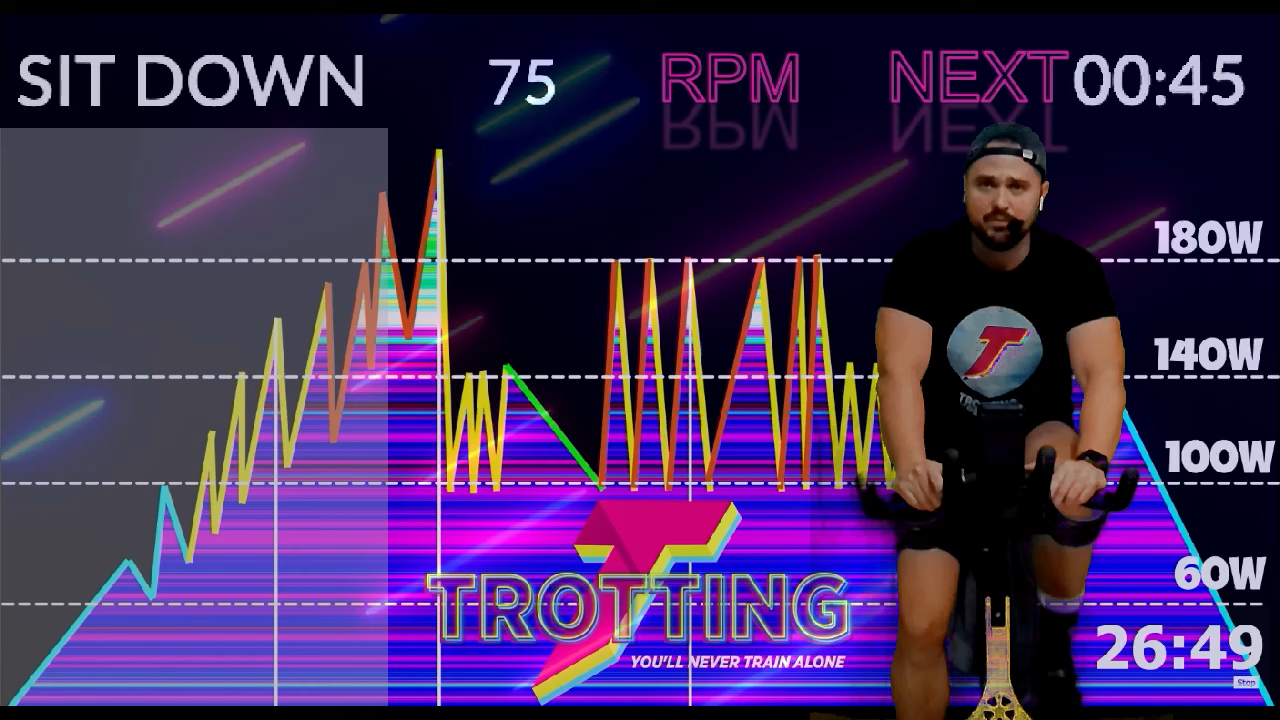 SIT DOWN 75 RPM NEXT 00:45
180W
140W
100W
60W
TROTTING
YOU'LL NEVER TRAIN ALONE
26:49
Stop